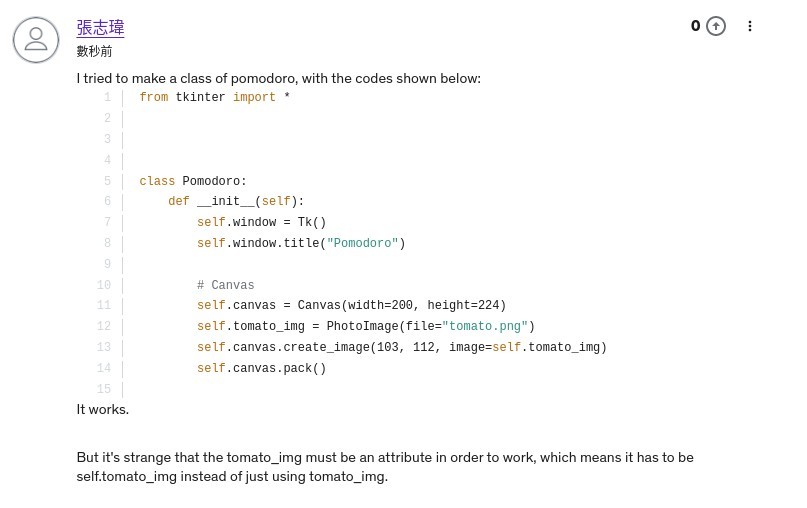 張志瑋
數秒前
0
I tried to make a class of pomodoro, with the codes shown below:
1 from tkinter import *
2
3
4
5 class Pomodoro:
6     def __init__(self):
7         self.window = Tk()
8         self.window.title("Pomodoro")
9
10         # Canvas
11         self.canvas = Canvas(width=200, height=224)
12         self.tomato_img = PhotoImage(file="tomato.png")
13         self.canvas.create_image(103, 112, image=self.tomato_img)
14         self.canvas.pack()
15
It works.
But it's strange that the tomato_img must be an attribute in order to work, which means it has to be
self.tomato_img instead of just using tomato_img.